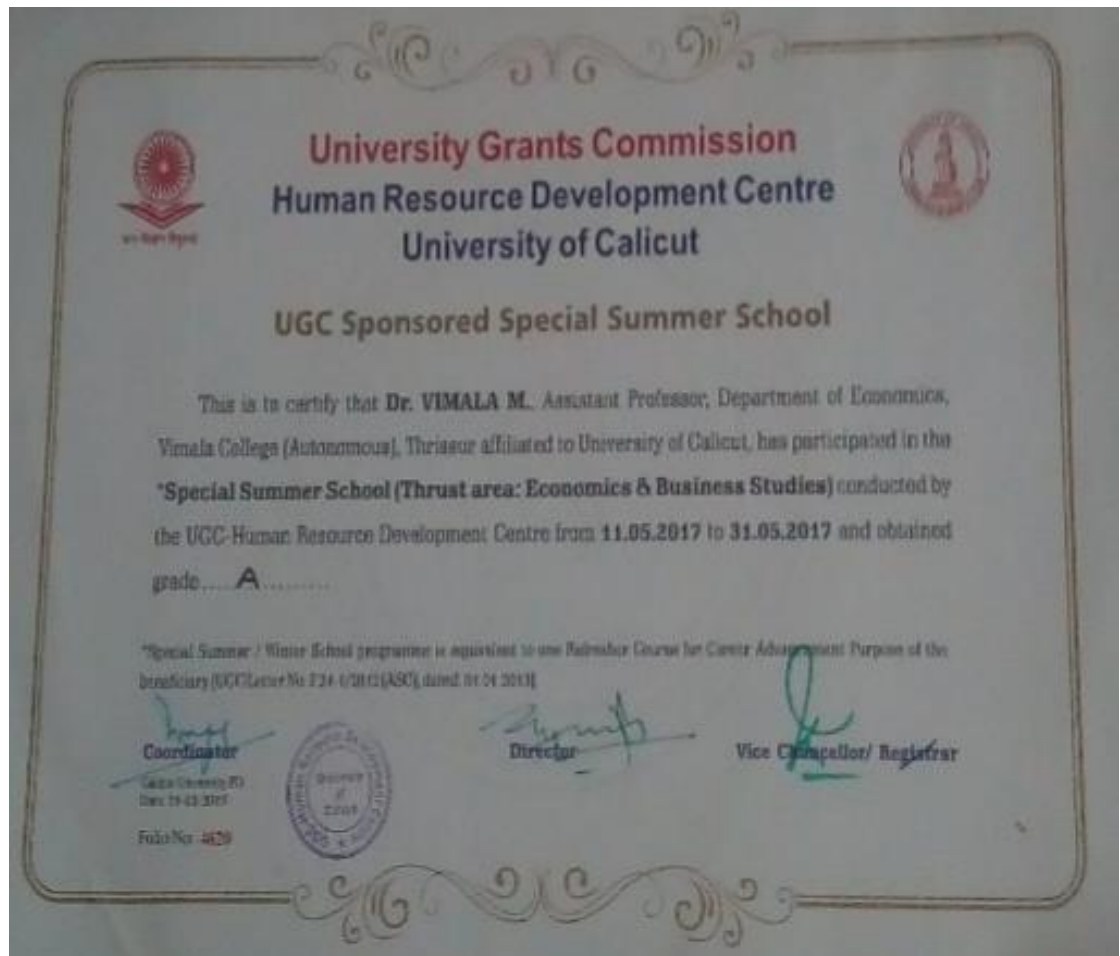 University Grants Commission
Human Resource Development Centre
University of Calicut
UGC Sponsored Special Summer School
This is to certify that Dr. VIMALA M., Assistant Professor, Department of Economics,
Vimala College (Autonomous), Thrissur affiliated to University of Calicut, has participated in the
"Special Summer School (Thrust area: Economics & Business Studies) conducted by
the UGC-Human Resource Development Centre from 11.05.2017 to 31.05.2017 and obtained
grade.....A.........
*Special Summer / Winter School programme is equivalent to one Refresher Course for Career Advancement Purpose of the
beneficiary
Coordinator
Director
Vice Chancellor/ Registrar
Calicut University PO
Folio No: 4820